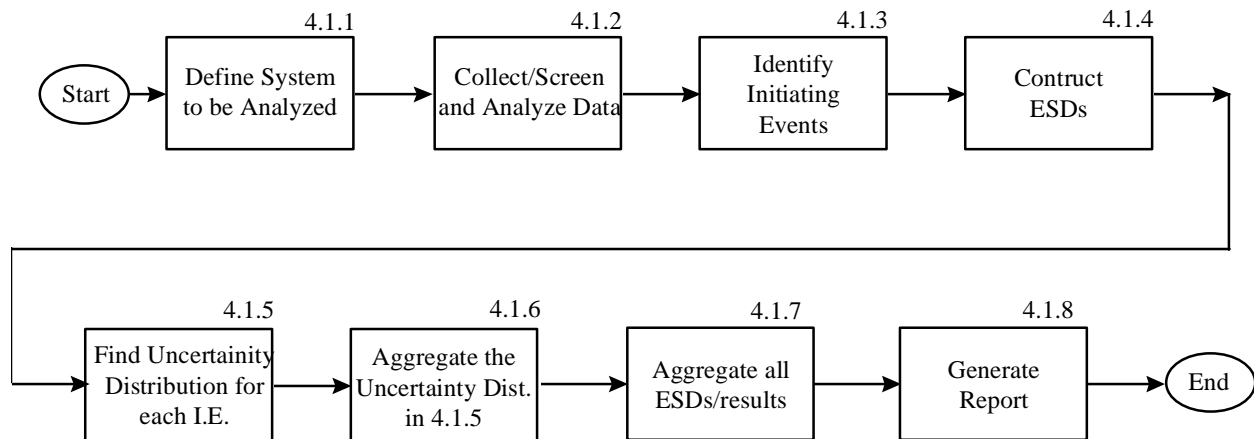 4.1.1
4.1.2
4.1.3
4.1.4
Start
Define System
to be Analyzed
Collect/Screen
and Analyze Data
Identify
Initiating
Events
Contruct
ESDs
4.1.5
4.1.6
4.1.7
4.1.8
Find Uncertainity
Distribution for
each I.E.
Aggregate the
Uncertainty Dist.
in 4.1.5
Aggregate all
ESDs/results
Generate
Report
End